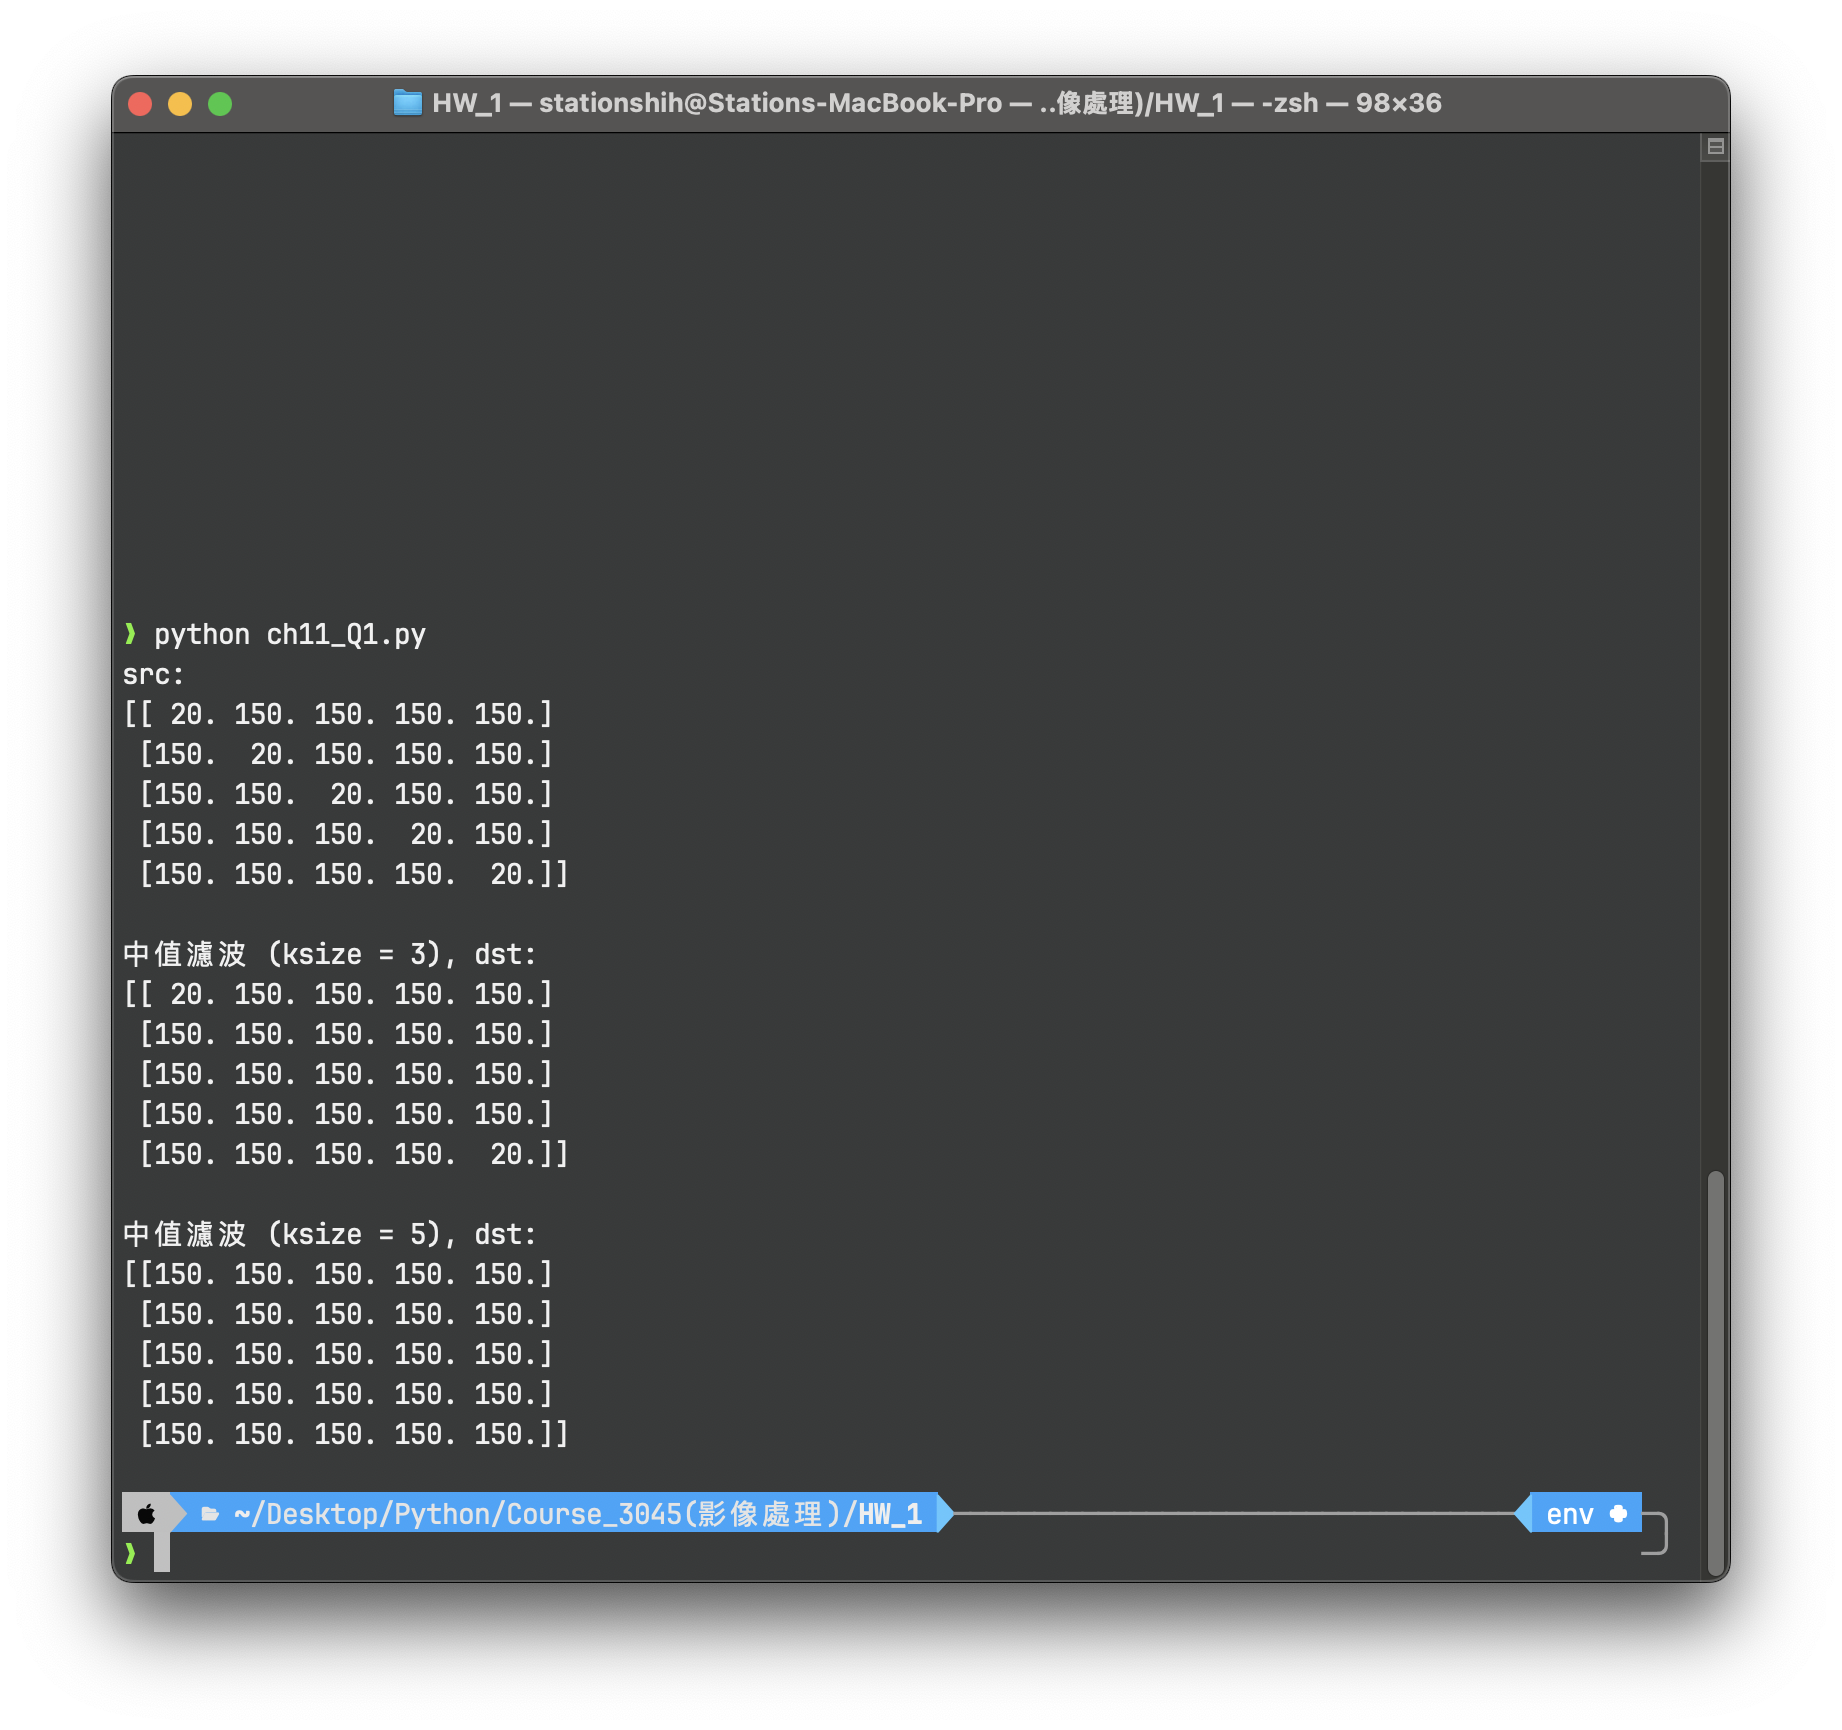 HW_1 — stationshih@Stations-MacBook-Pro — ..像處理)/HW_1 — -zsh — 98×36
❯ python ch11_Q1.py
src:
[[ 20. 150. 150. 150. 150.]
 [150.  20. 150. 150. 150.]
 [150. 150.  20. 150. 150.]
 [150. 150. 150.  20. 150.]
 [150. 150. 150. 150.  20.]]
中值濾波 (ksize = 3), dst:
[[ 20. 150. 150. 150. 150.]
 [150. 150. 150. 150. 150.]
 [150. 150. 150. 150. 150.]
 [150. 150. 150. 150. 150.]
 [150. 150. 150. 150.  20.]]
中值濾波 (ksize = 5), dst:
[[150. 150. 150. 150. 150.]
 [150. 150. 150. 150. 150.]
 [150. 150. 150. 150. 150.]
 [150. 150. 150. 150. 150.]
 [150. 150. 150. 150. 150.]]
~/Desktop/Python/Course_3045(影像處理)/HW_1 env
❯